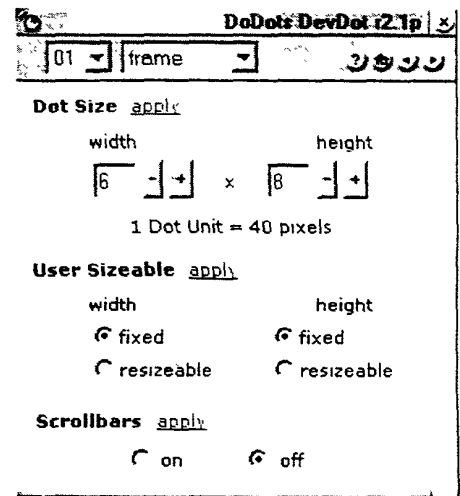 DoDots DevDot r2.1p
01 frame
Dot Size apply
width height
6 - + x 8 - +
1 Dot Unit = 40 pixels
User Sizeable apply
width height
fixed fixed
resizeable resizeable
Scrollbars apply
on off